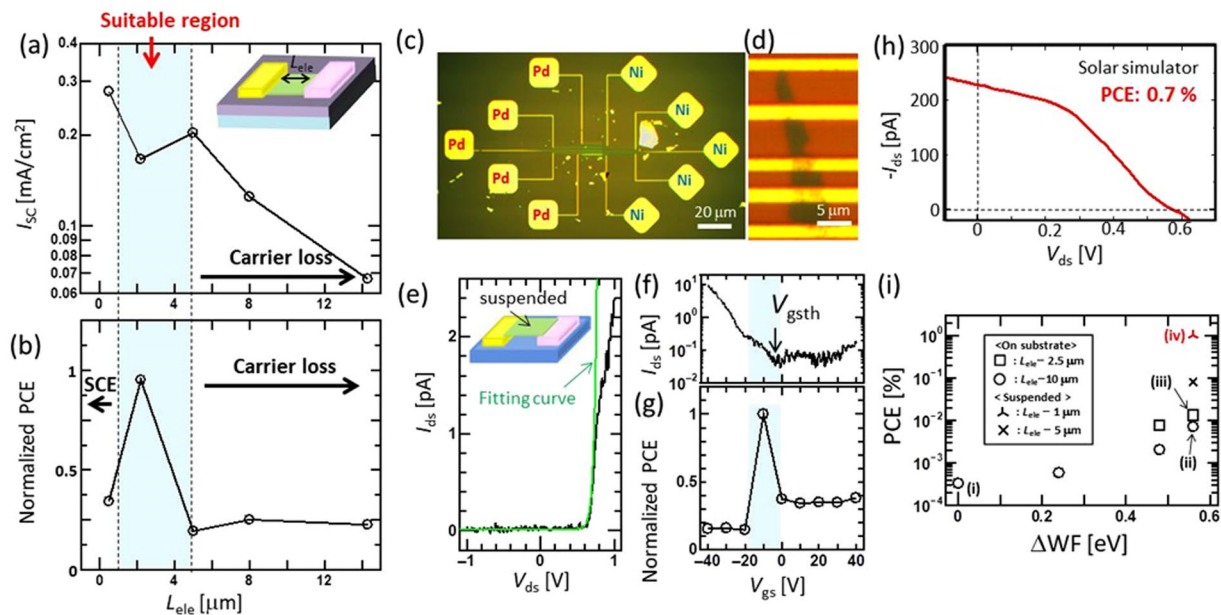 Suitable region
(a)
0.4
0.3
0.2
0.1
0.09
0.08
0.07
0.06
I_SC [mA/cm²]
L_ele
Carrier loss
0 4 8 12
(b)
1
0.5
0
Normalized PCE
SCE
Carrier loss
0 4 8 12
L_ele [μm]
(c)
Pd
Ni
Pd
Ni
Pd
Ni
Pd
Ni
Pd
Ni
20 μm
(d)
5 μm
(e)
2
1
0
I_ds [pA]
suspended
Fitting curve
−1 0 1
V_ds [V]
(f)
10¹
10⁰
10⁻¹
10⁻²
I_ds [pA]
V_gsth
(g)
1
0.5
0
Normalized PCE
−40 −20 0 20 40
V_gs [V]
(h)
300
200
100
0
-I_ds [pA]
Solar simulator
PCE: 0.7 %
0 0.2 0.4 0.6
V_ds [V]
(i)
10¹
10⁰
10⁻¹
10⁻²
10⁻³
10⁻⁴
PCE [%]
<On substrate>
□ : L_ele− 2.5 μm
○ : L_ele− 10 μm
< Suspended >
⅄ : L_ele− 1 μm
× : L_ele− 5 μm
(iv)
(iii)
(ii)
(i)
0 0.2 0.4 0.6
ΔWF [eV]